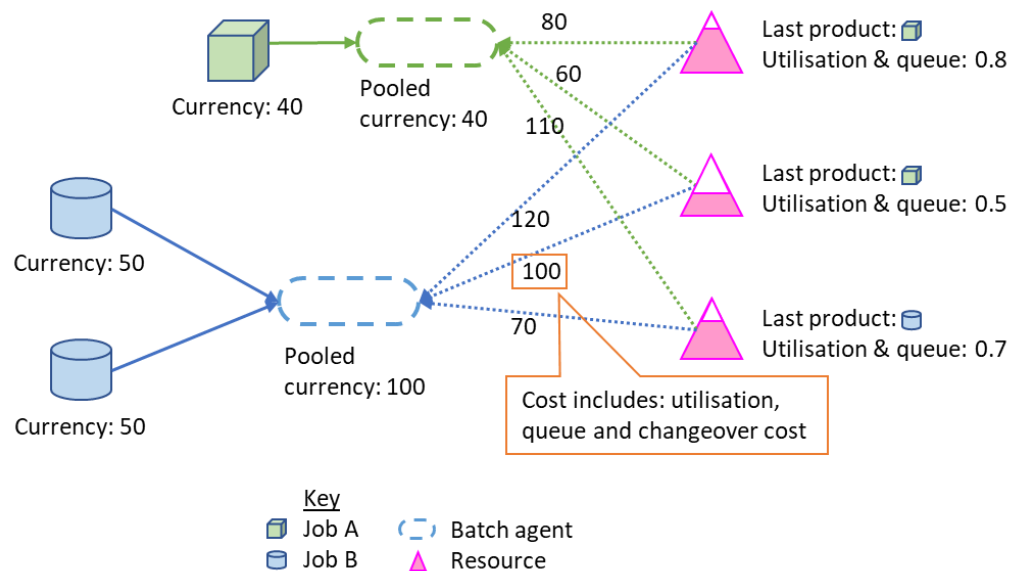 80
Last product:
Utilisation & queue: 0.8
60
Pooled
currency: 40
Currency: 40
110
Last product:
Utilisation & queue: 0.5
120
Currency: 50
100
70
Last product:
Utilisation & queue: 0.7
Pooled
currency: 100
Cost includes: utilisation,
queue and changeover cost
Currency: 50
Key
Job A
Batch agent
Job B
Resource